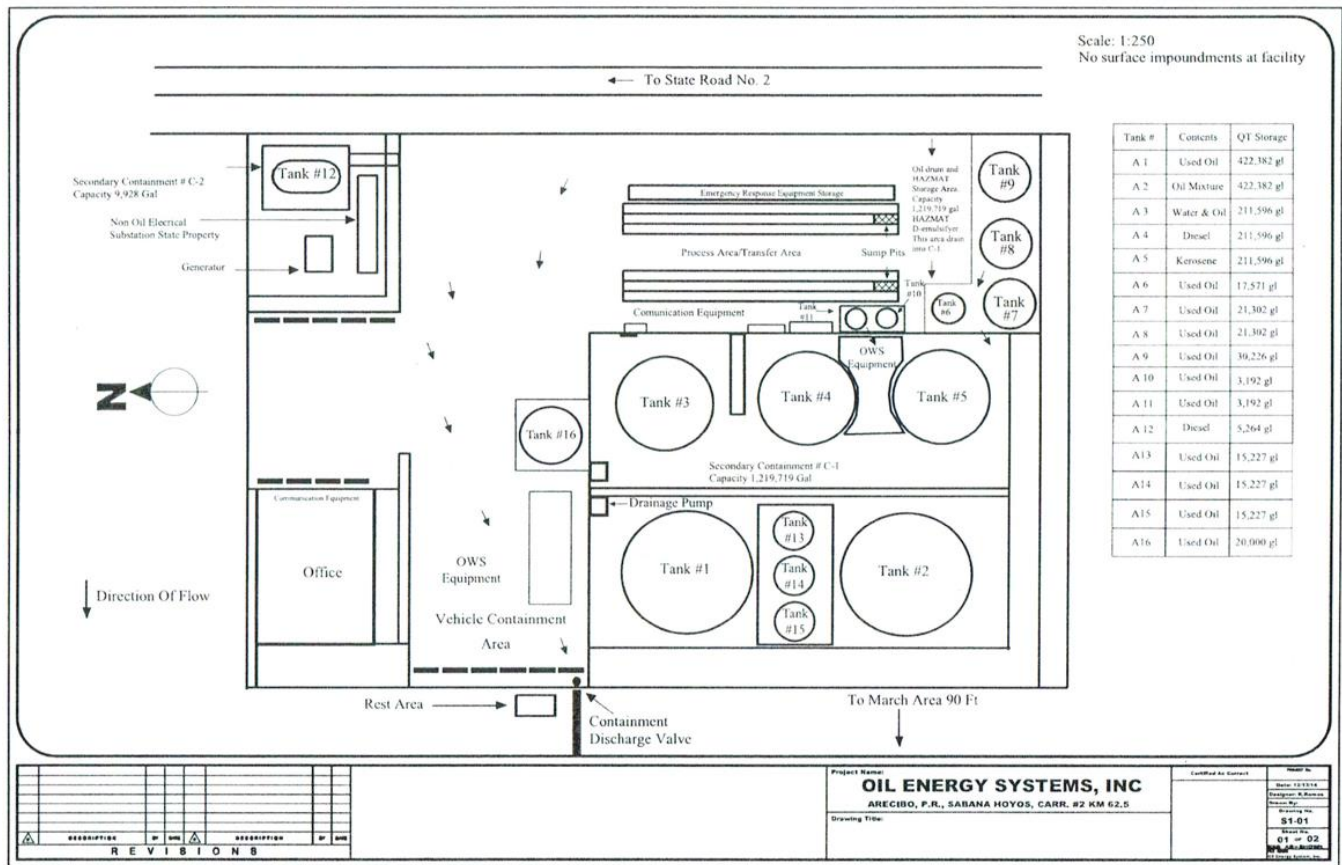 Scale: 1:250
No surface impoundments at facility
To State Road No. 2
Secondary Containment # C-2
Capacity 9,928 Gal
Tank #12
Non Oil Electrical
Substation State Property
Generator
Emergency Response Equipment Storage
Process Area/Transfer Area
Sump Pits
Oil drum and
HAZMAT
Storage Area.
Capacity
1,219,719 gal
HAZMAT
D-emulsifyer
This area drain
into C-1
Tank
#9
Tank
#8
Tank
#7
Tank
#6
Tank
#10
Tank
#11
Comunication Equipment
OWS
Equipment
Tank #3
Tank #4
Tank #5
Tank #16
Secondary Containment # C-1
Capacity 1,219,719 Gal
Drainage Pump
Tank #1
Tank
#13
Tank
#14
Tank
#15
Tank #2
N
Communication Equipment
Office
Direction Of Flow
OWS
Equipment
Vehicle Containment
Area
Rest Area
Containment
Discharge Valve
To March Area 90 Ft
Tank # Contents QT Storage
A 1 Used Oil 422,382 gl
A 2 Oil Mixture 422,382 gl
A 3 Water & Oil 211,596 gl
A 4 Diesel 211,596 gl
A 5 Kerosene 211,596 gl
A 6 Used Oil 17,571 gl
A 7 Used Oil 21,302 gl
A 8 Used Oil 21,302 gl
A 9 Used Oil 30,226 gl
A 10 Used Oil 3,192 gl
A 11 Used Oil 3,192 gl
A 12 Diesel 5,264 gl
A13 Used Oil 15,227 gl
A14 Used Oil 15,227 gl
A15 Used Oil 15,227 gl
A16 Used Oil 20,000 gl
DESCRIPTION BY DATE DESCRIPTION BY DATE
REVISIONS
Project Name:
OIL ENERGY SYSTEMS, INC
ARECIBO, P.R., SABANA HOYOS, CARR. #2 KM 62.5
Drawing Title:
Certified As Correct
Drawing No.
S1-01
Sheet No.
01 OF 02